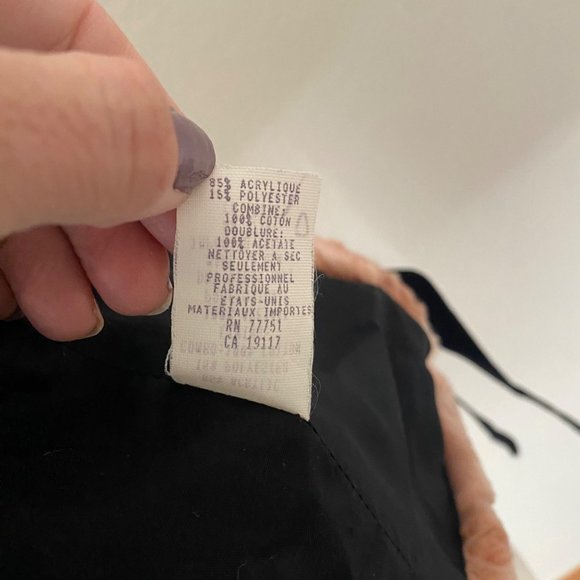 85% ACRYLIQUE
15% POLYESTER
COMBINE:
100% COTON
DOUBLURE:
100% ACETATE
NETTOYER A SEC
SEULEMENT
PROFESSIONNEL
FABRIQUE AU
ETATS-UNIS
MATERIAUX IMPORTES
RN 77751
CA 19117